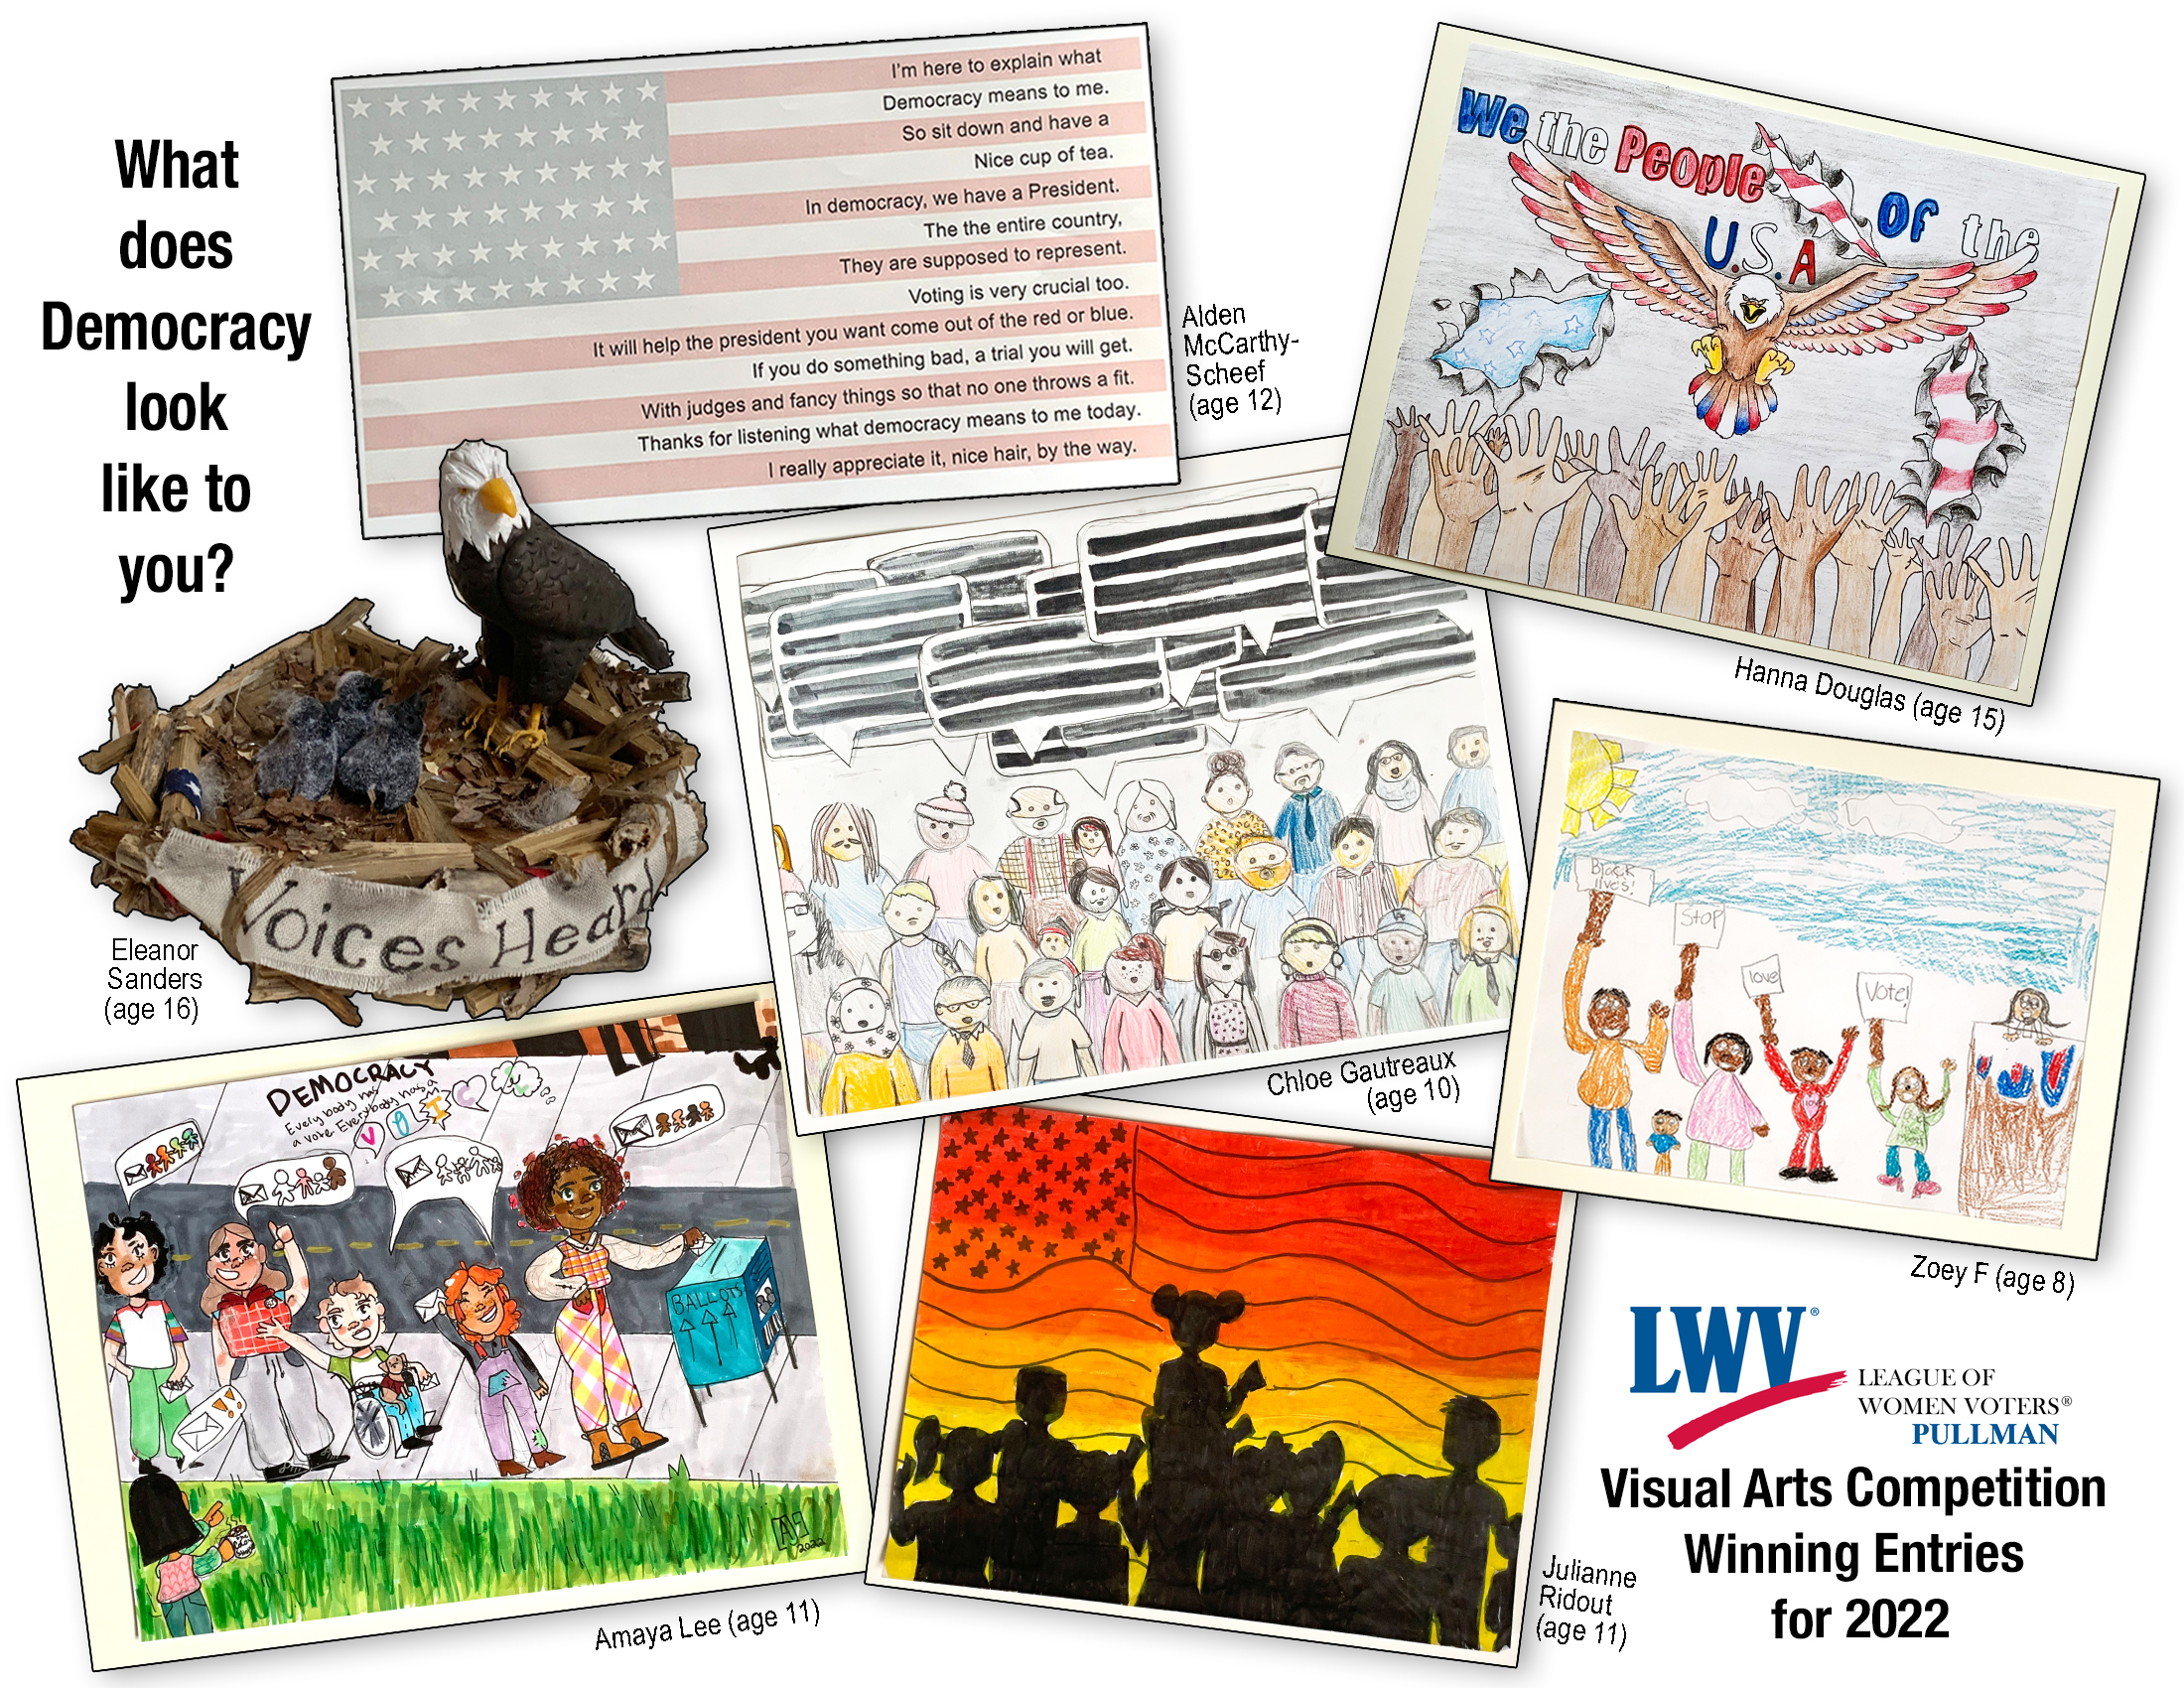 What
does
Democracy
look
like to
you?
I'm here to explain what
Democracy means to me.
So sit down and have a
Nice cup of tea.
In democracy, we have a President.
The the entire country,
They are supposed to represent.
Voting is very crucial too.
It will help the president you want come out of the red or blue.
If you do something bad, a trial you will get.
With judges and fancy things so that no one throws a fit.
Thanks for listening what democracy means to me today.
I really appreciate it, nice hair, by the way.
Alden
McCarthy-
Scheef
(age 12)
We the People Of the
U.S.A
Hanna Douglas (age 15)
Voices Heard
Eleanor
Sanders
(age 16)
Chloe Gautreaux
(age 10)
Black
lives!
Stop
love!
Vote!
Zoey F (age 8)
DEMOCRACY
Everybody has
a vote Everybody has a
VOICE
BALLOTS
2022
Amaya Lee (age 11)
Julianne
Ridout
(age 11)
LWV®
LEAGUE OF
WOMEN VOTERS®
PULLMAN
Visual Arts Competition
Winning Entries
for 2022